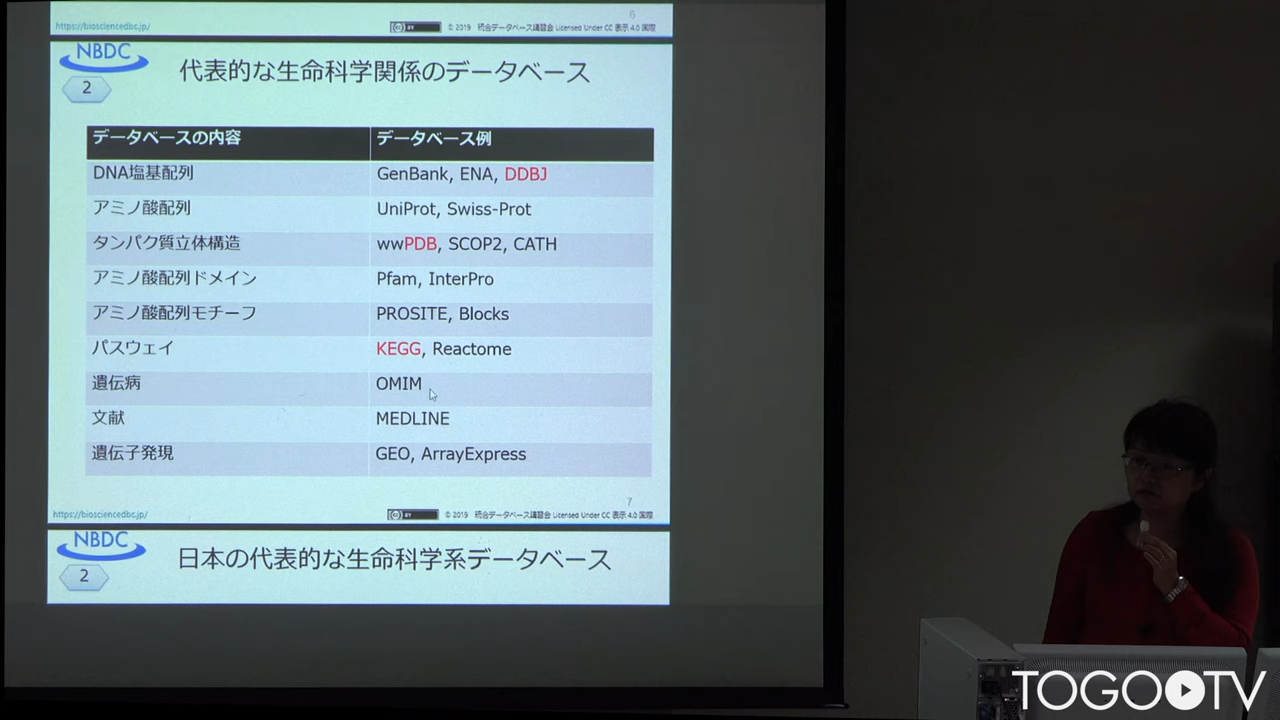 6
https://biosciencedbc.jp/
(cc) BY © 2019 統合データベース講習会 Licensed Under CC 表示 4.0 国際
NBDC
2
代表的な生命科学関係のデータベース
データベースの内容 データベース例
DNA塩基配列 GenBank, ENA, DDBJ
アミノ酸配列 UniProt, Swiss-Prot
タンパク質立体構造 wwPDB, SCOP2, CATH
アミノ酸配列ドメイン Pfam, InterPro
アミノ酸配列モチーフ PROSITE, Blocks
パスウェイ KEGG, Reactome
遺伝病 OMIM
文献 MEDLINE
遺伝子発現 GEO, ArrayExpress
7
https://biosciencedbc.jp/
(cc) BY © 2019 統合データベース講習会 Licensed Under CC 表示 4.0 国際
NBDC
2
日本の代表的な生命科学系データベース
TOGO TV